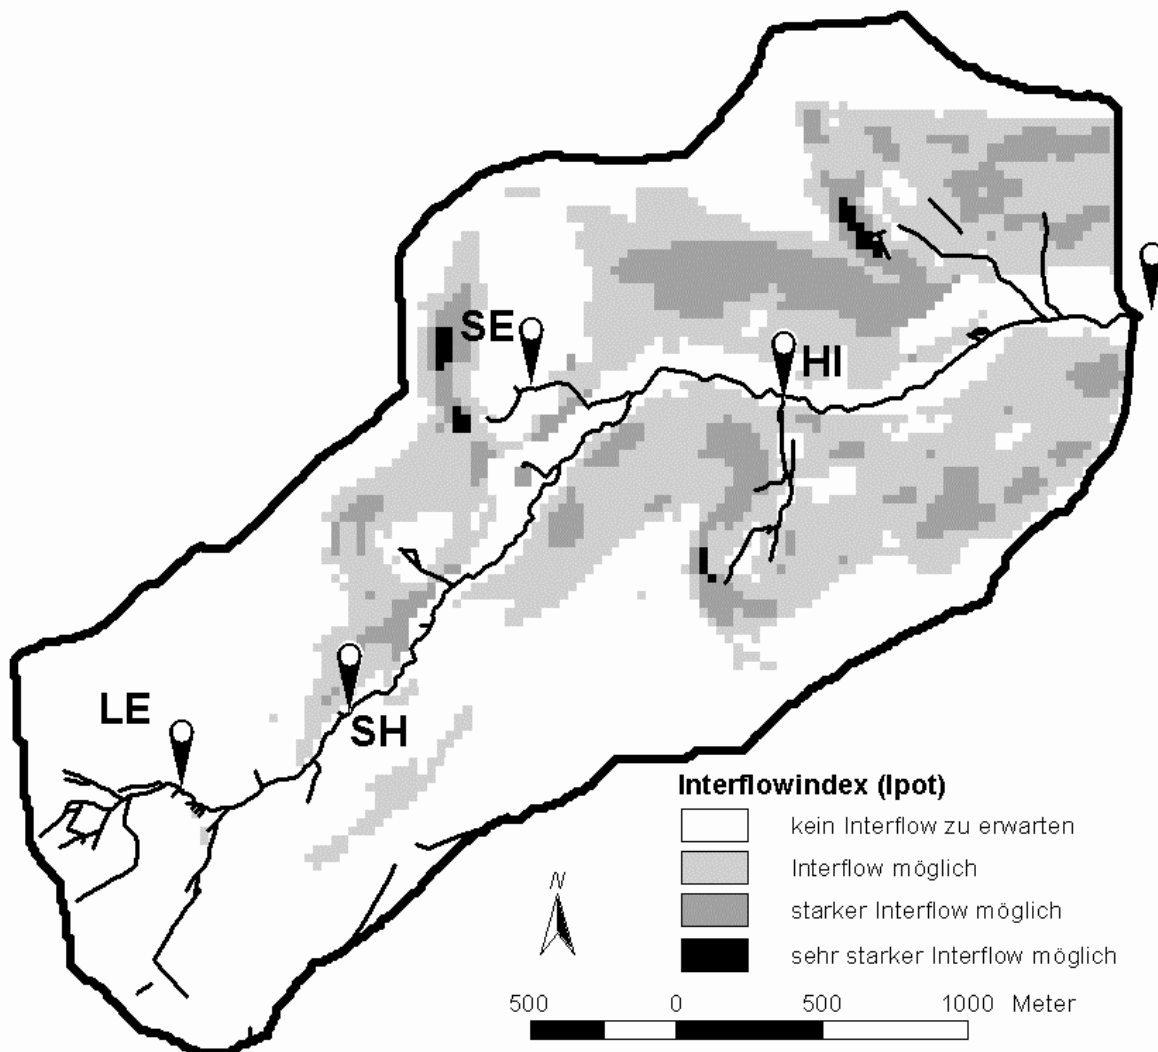 SE
HI
LE
SH
Interflowindex (Ipot)
kein Interflow zu erwarten
Interflow möglich
starker Interflow möglich
sehr starker Interflow möglich
N
500 0 500 1000 Meter